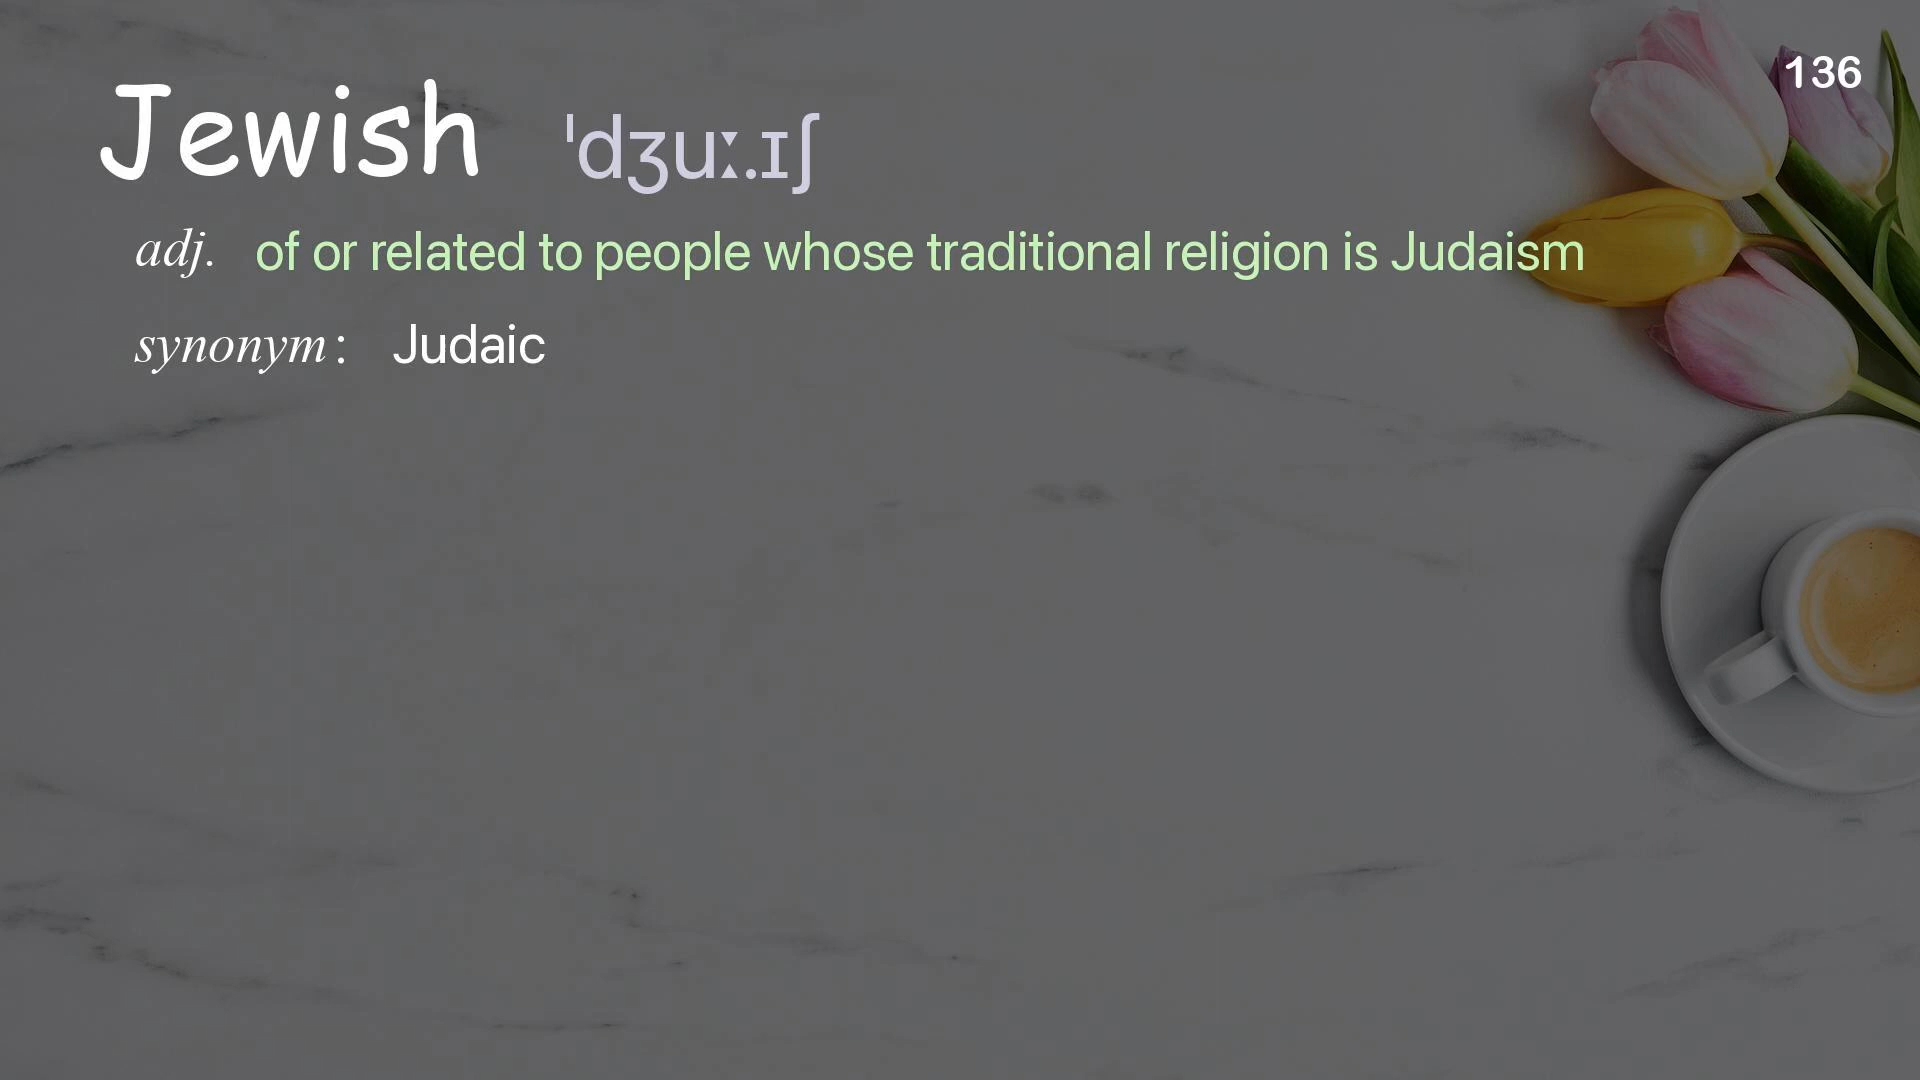 136
Jewish ˈdʒuː.ɪʃ
adj. of or related to people whose traditional religion is Judaism
synonym: Judaic